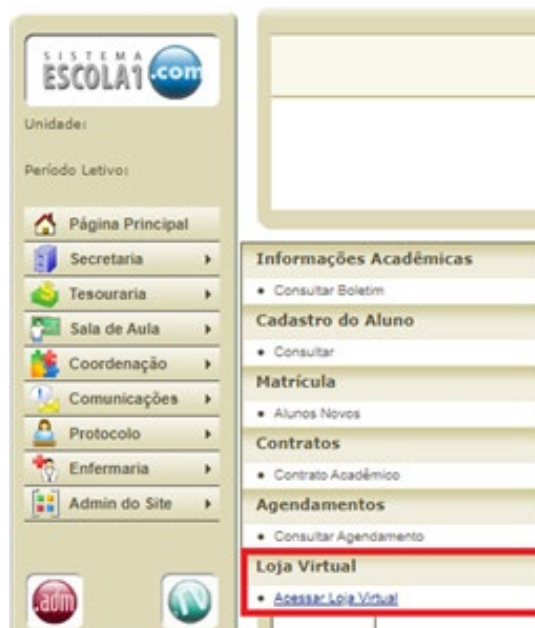 SISTEMA
ESCOLA1.com
Unidade:
Período Letivo:
Página Principal
Secretaria
Tesouraria
Sala de Aula
Coordenação
Comunicações
Protocolo
Enfermaria
Admin do Site
.adm
Informações Acadêmicas
• Consultar Boletim
Cadastro do Aluno
• Consultar
Matrícula
• Alunos Novos
Contratos
• Contrato Acadêmico
Agendamentos
• Consultar Agendamento
Loja Virtual
• Acessar Loja Virtual